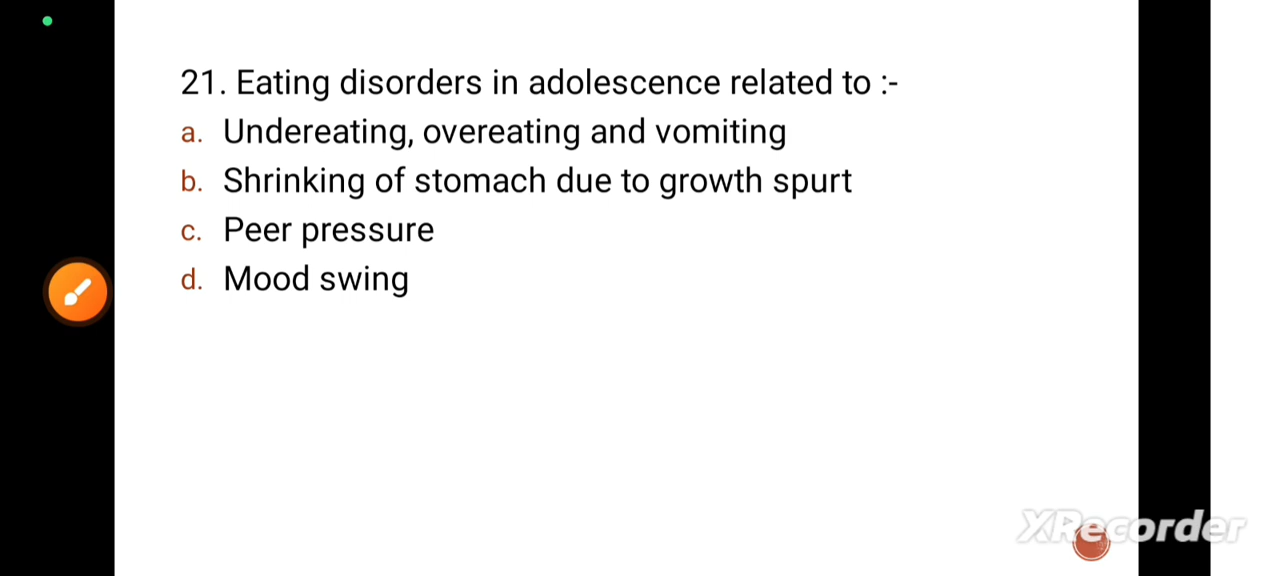 21. Eating disorders in adolescence related to :-
a. Undereating, overeating and vomiting
b. Shrinking of stomach due to growth spurt
c. Peer pressure
d. Mood swing
XRecorder